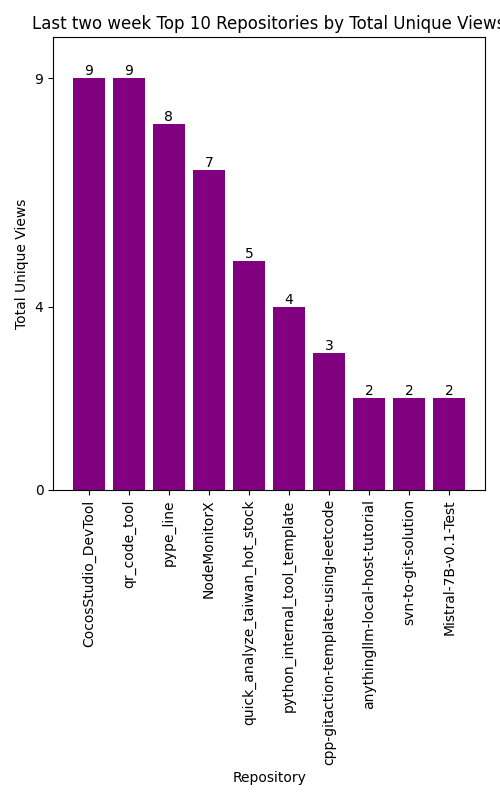 Last two week Top 10 Repositories by Total Unique Views
9
4
0
Total Unique Views
9
9
8
7
5
4
3
2
2
2
CocosStudio_DevTool
qr_code_tool
pype_line
NodeMonitorX
quick_analyze_taiwan_hot_stock
python_internal_tool_template
cpp-gitaction-template-using-leetcode
anythingllm-local-host-tutorial
svn-to-git-solution
Mistral-7B-v0.1-Test
Repository